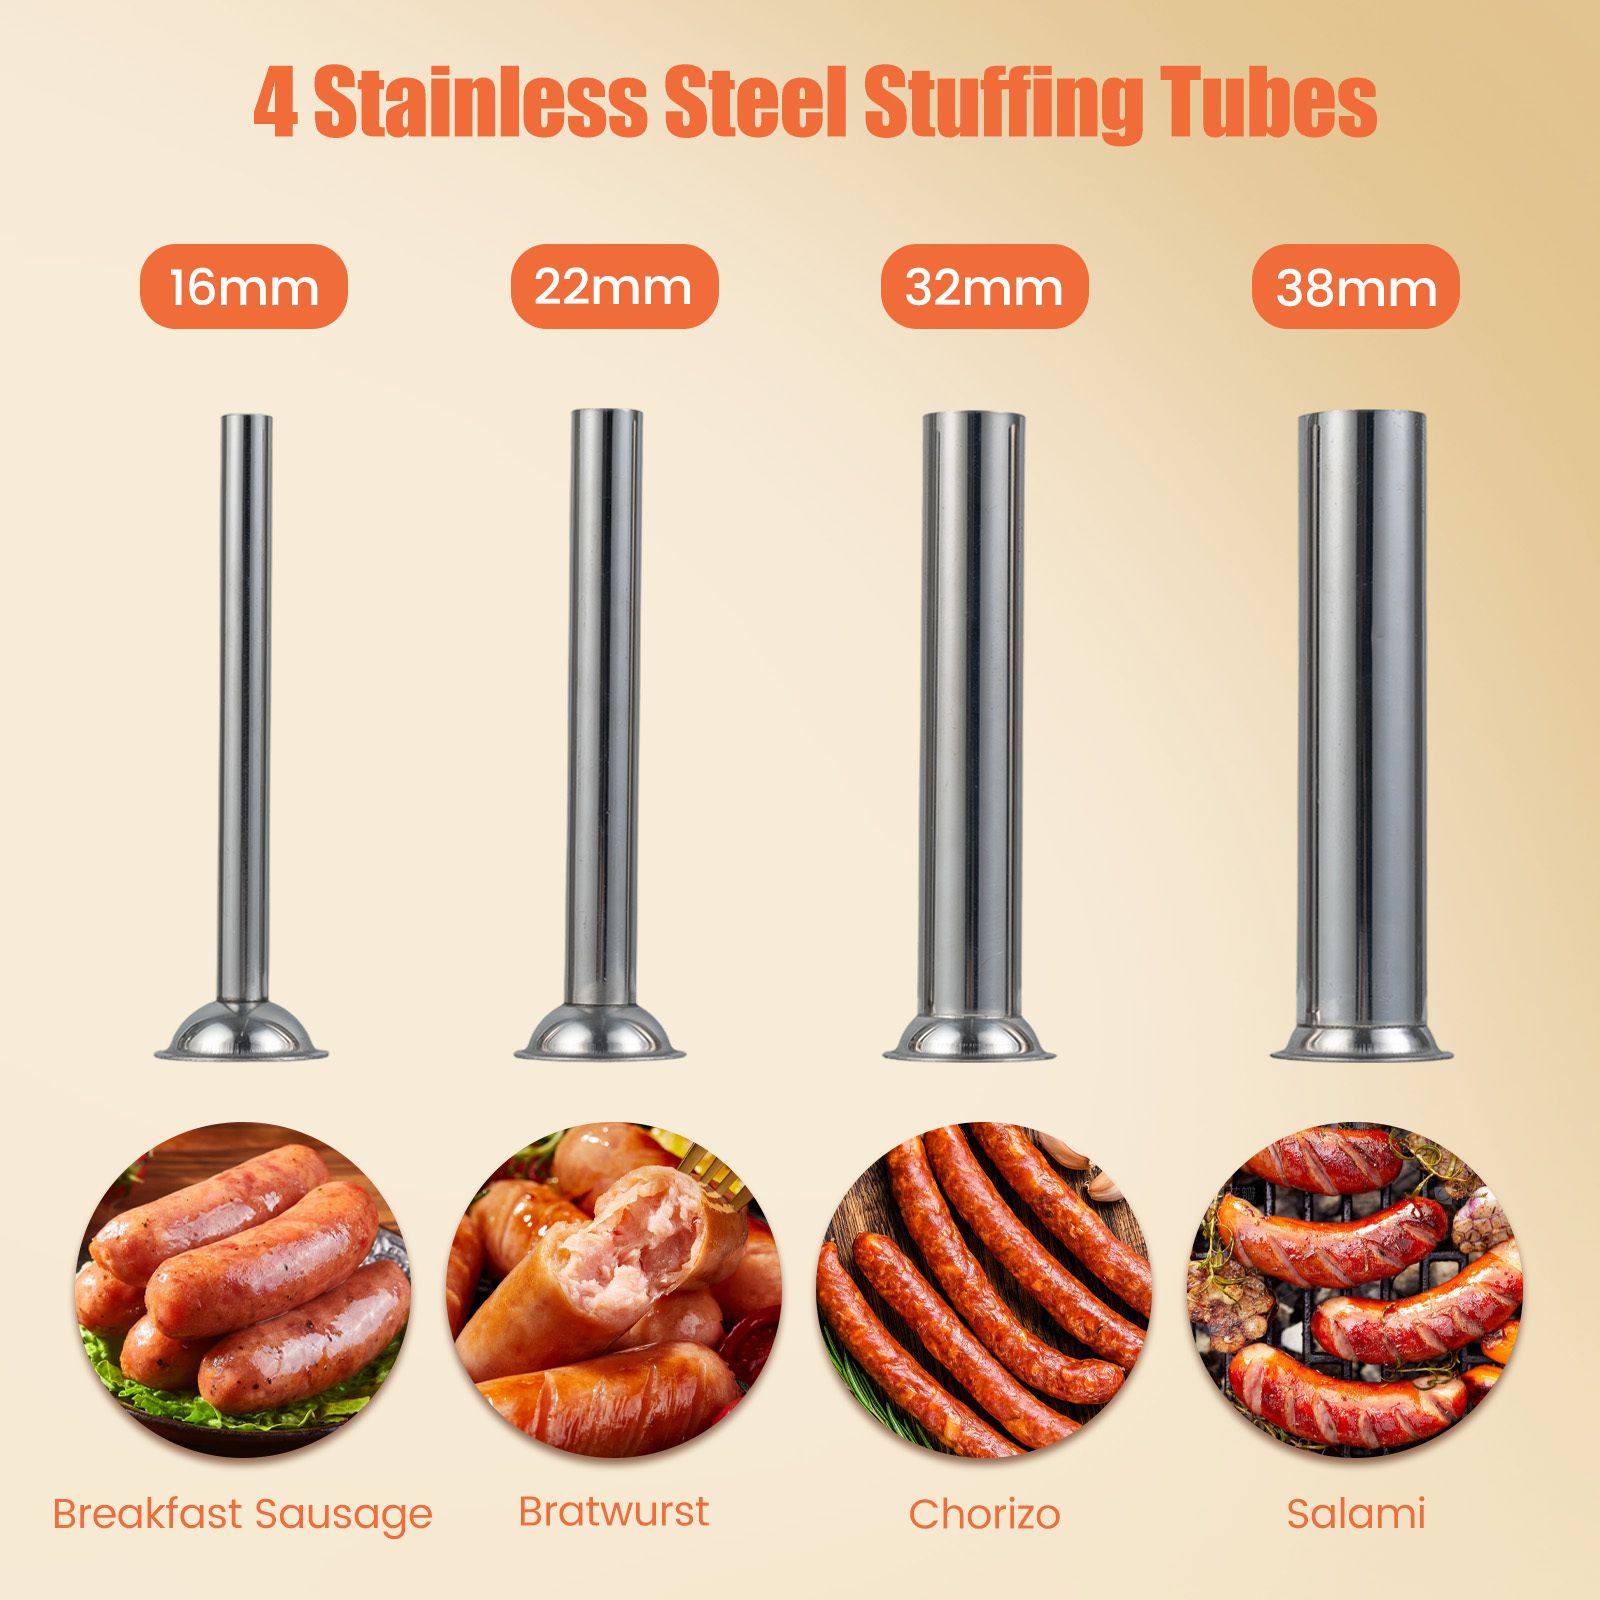 4 Stainless Steel Stuffing Tubes
16mm
22mm
32mm
38mm
Breakfast Sausage
Bratwurst
Chorizo
Salami